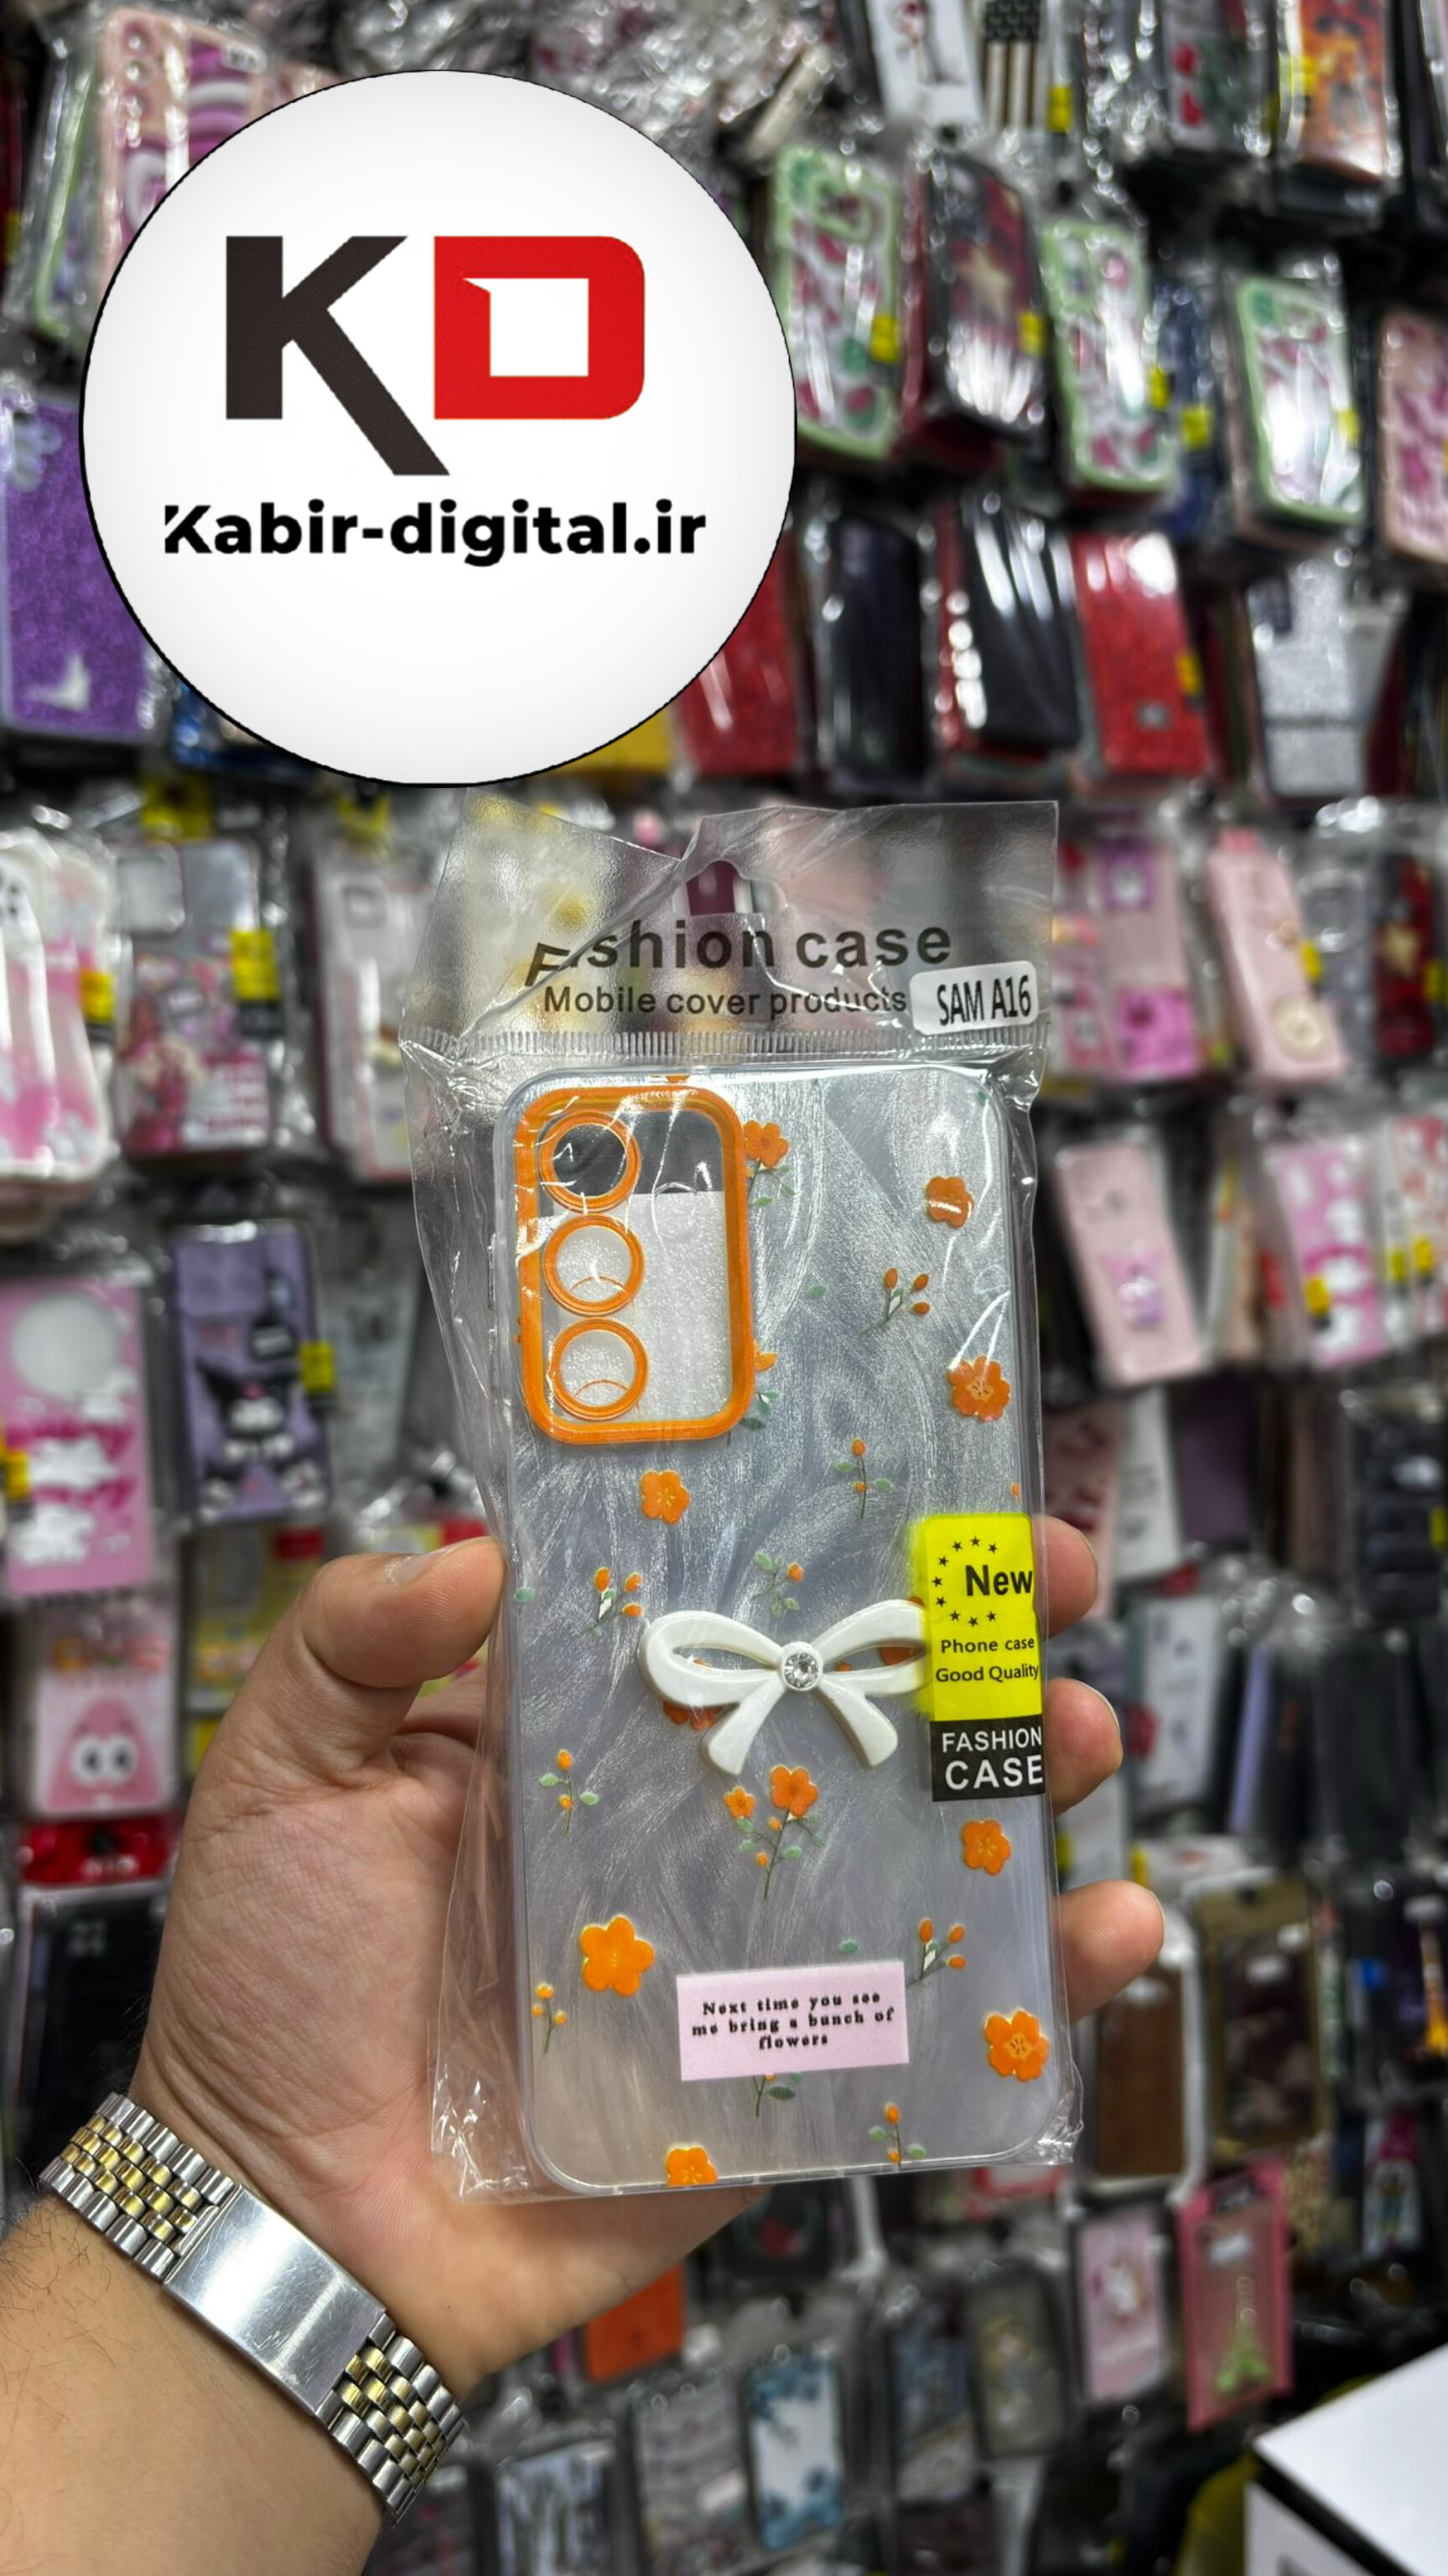 KD
Kabir-digital.ir
Fashion case
Mobile cover products
SAM A16
New
Phone case
Good Quality
FASHION
CASE
Next time you see
me bring a bunch of
flowers